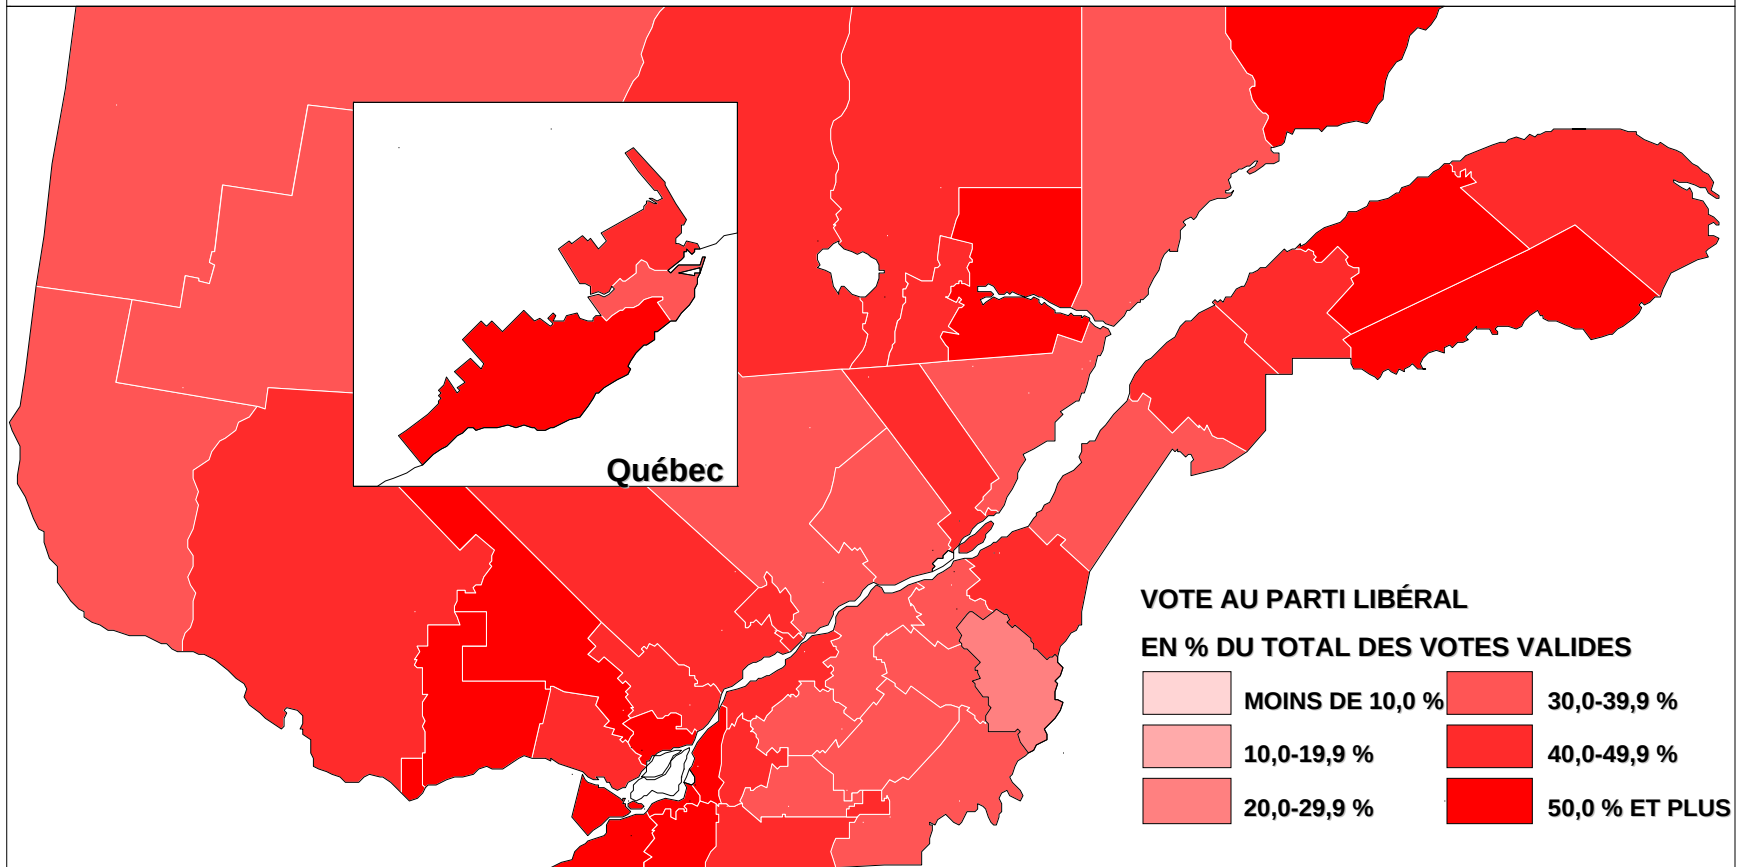 Québec
VOTE AU PARTI LIBÉRAL
EN % DU TOTAL DES VOTES VALIDES
MOINS DE 10,0 %
30,0-39,9 %
10,0-19,9 %
40,0-49,9 %
20,0-29,9 %
50,0 % ET PLUS